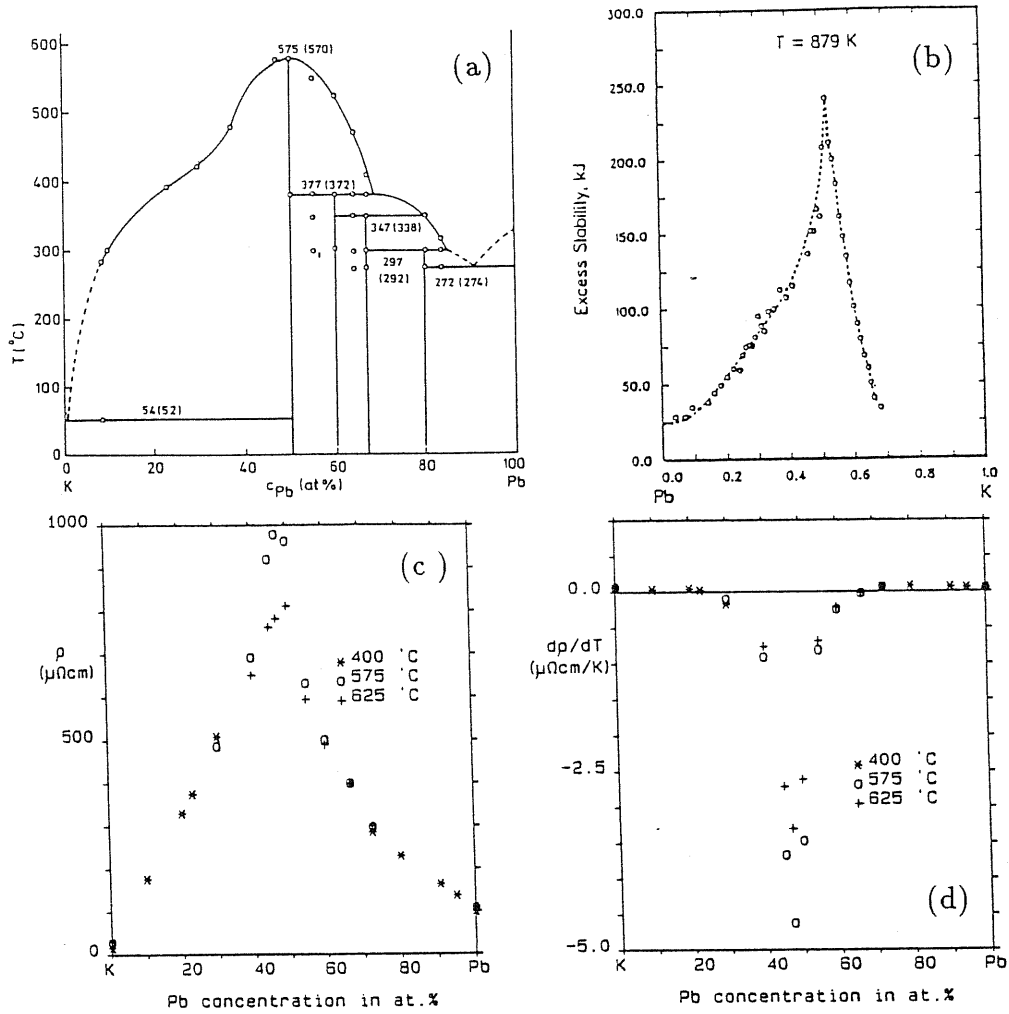 (a)
600
500
400
300
200
100
0
T(°C)
575 (570)
377 (372)
347(338)
297
(292)
272 (274)
54(52)
0 20 40 60 80 100
K cPb (at%) Pb
(b)
T = 879 K
300.0
250.0
200.0
150.0
100.0
50.0
0.0
Excess Stability, kJ
0.0 0.2 0.4 0.6 0.8 1.0
Pb K
(c)
1000
500
0
ρ
(μΩcm)
* 400 °C
o 575 °C
+ 625 °C
K 20 40 60 80 Pb
Pb concentration in at.%
(d)
0.0
-2.5
-5.0
dρ/dT
(μΩcm/K)
* 400 °C
o 575 °C
+ 625 °C
K 20 40 60 80 Pb
Pb concentration in at.%